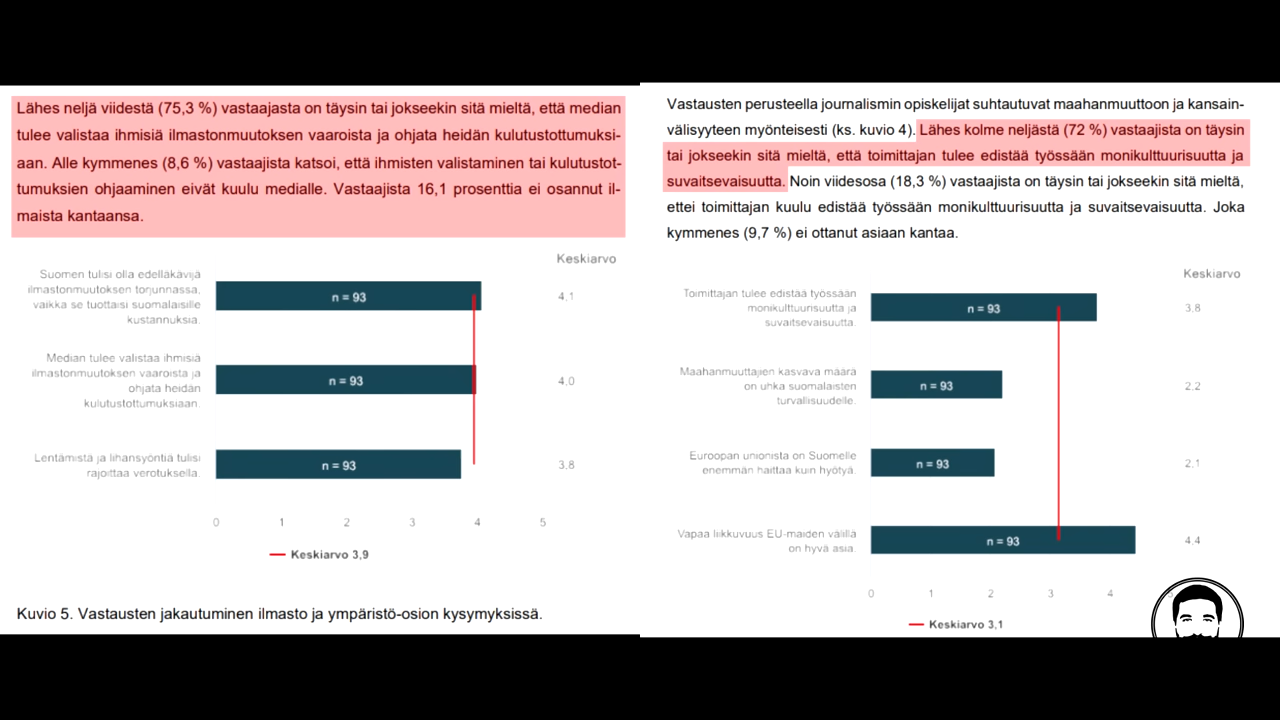 Lähes neljä viidestä (75,3 %) vastaajasta on täysin tai jokseekin sitä mieltä, että median
tulee valistaa ihmisiä ilmastonmuutoksen vaaroista ja ohjata heidän kulutustottumuksi-
aan. Alle kymmenes (8,6 %) vastaajista katsoi, että ihmisten valistaminen tai kulutustot-
tumuksien ohjaaminen eivät kuulu medialle. Vastaajista 16,1 prosenttia ei osannut il-
maista kantaansa.
Keskiarvo
Suomen tulisi olla edelläkävijä
ilmastonmuutoksen torjunnassa,
vaikka se tuottaisi suomalaisille
kustannuksia.
n = 93
4,1
Median tulee valistaa ihmisiä
ilmastonmuutoksen vaaroista ja
ohjata heidän
kulutustottumuksiaan.
n = 93
4,0
Lentämistä ja lihansyöntiä tulisi
rajoittaa verotuksella.
n = 93
3,8
0 1 2 3 4 5
Keskiarvo 3,9
Kuvio 5. Vastausten jakautuminen ilmasto ja ympäristö-osion kysymyksissä.
Vastausten perusteella journalismin opiskelijat suhtautuvat maahanmuuttoon ja kansain-
välisyyteen myönteisesti (ks. kuvio 4). Lähes kolme neljästä (72 %) vastaajista on täysin
tai jokseekin sitä mieltä, että toimittajan tulee edistää työssään monikulttuurisuutta ja
suvaitsevaisuutta. Noin viidesosa (18,3 %) vastaajista on täysin tai jokseekin sitä mieltä,
ettei toimittajan kuulu edistää työssään monikulttuurisuutta ja suvaitsevaisuutta. Joka
kymmenes (9,7 %) ei ottanut asiaan kantaa.
Keskiarvo
Toimittajan tulee edistää työssään
monikulttuurisuutta ja
suvaitsevaisuutta.
n = 93
3,8
Maahanmuuttajien kasvava määrä
on uhka suomalaisten
turvallisuudelle.
n = 93
2,2
Euroopan unionista on Suomelle
enemmän haittaa kuin hyötyä.
n = 93
2,1
Vapaa liikkuvuus EU-maiden välillä
on hyvä asia.
n = 93
4,4
0 1 2 3 4 5
Keskiarvo 3,1